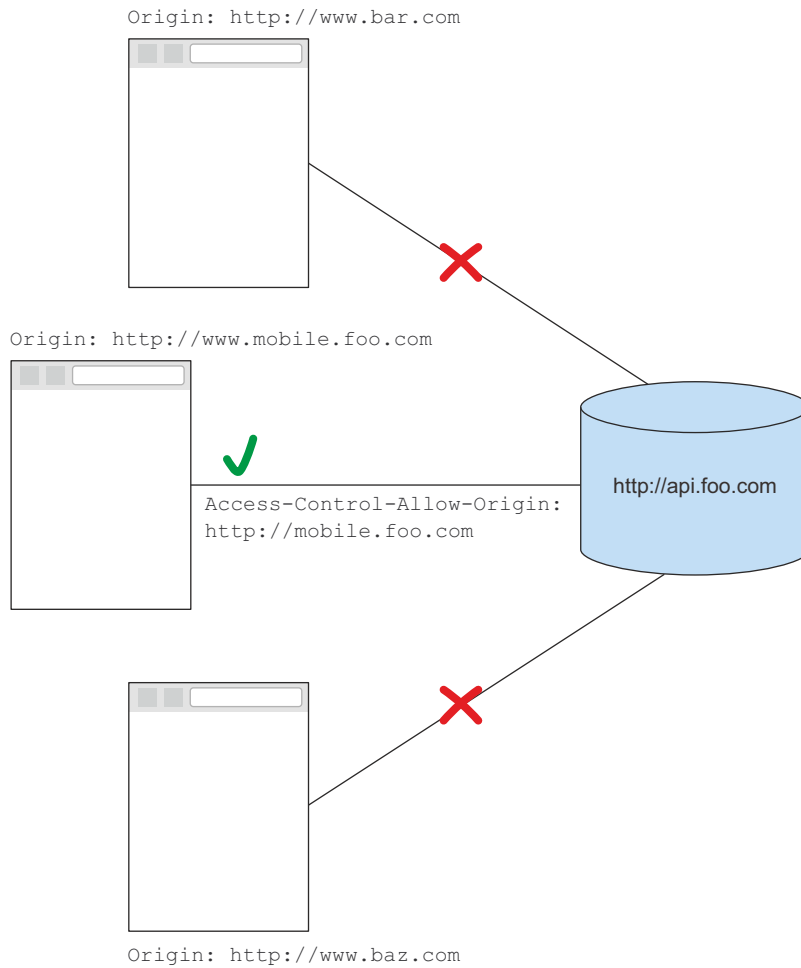 Origin: http://www.bar.com
Origin: http://www.mobile.foo.com
Access-Control-Allow-Origin:
http://mobile.foo.com
http://api.foo.com
Origin: http://www.baz.com